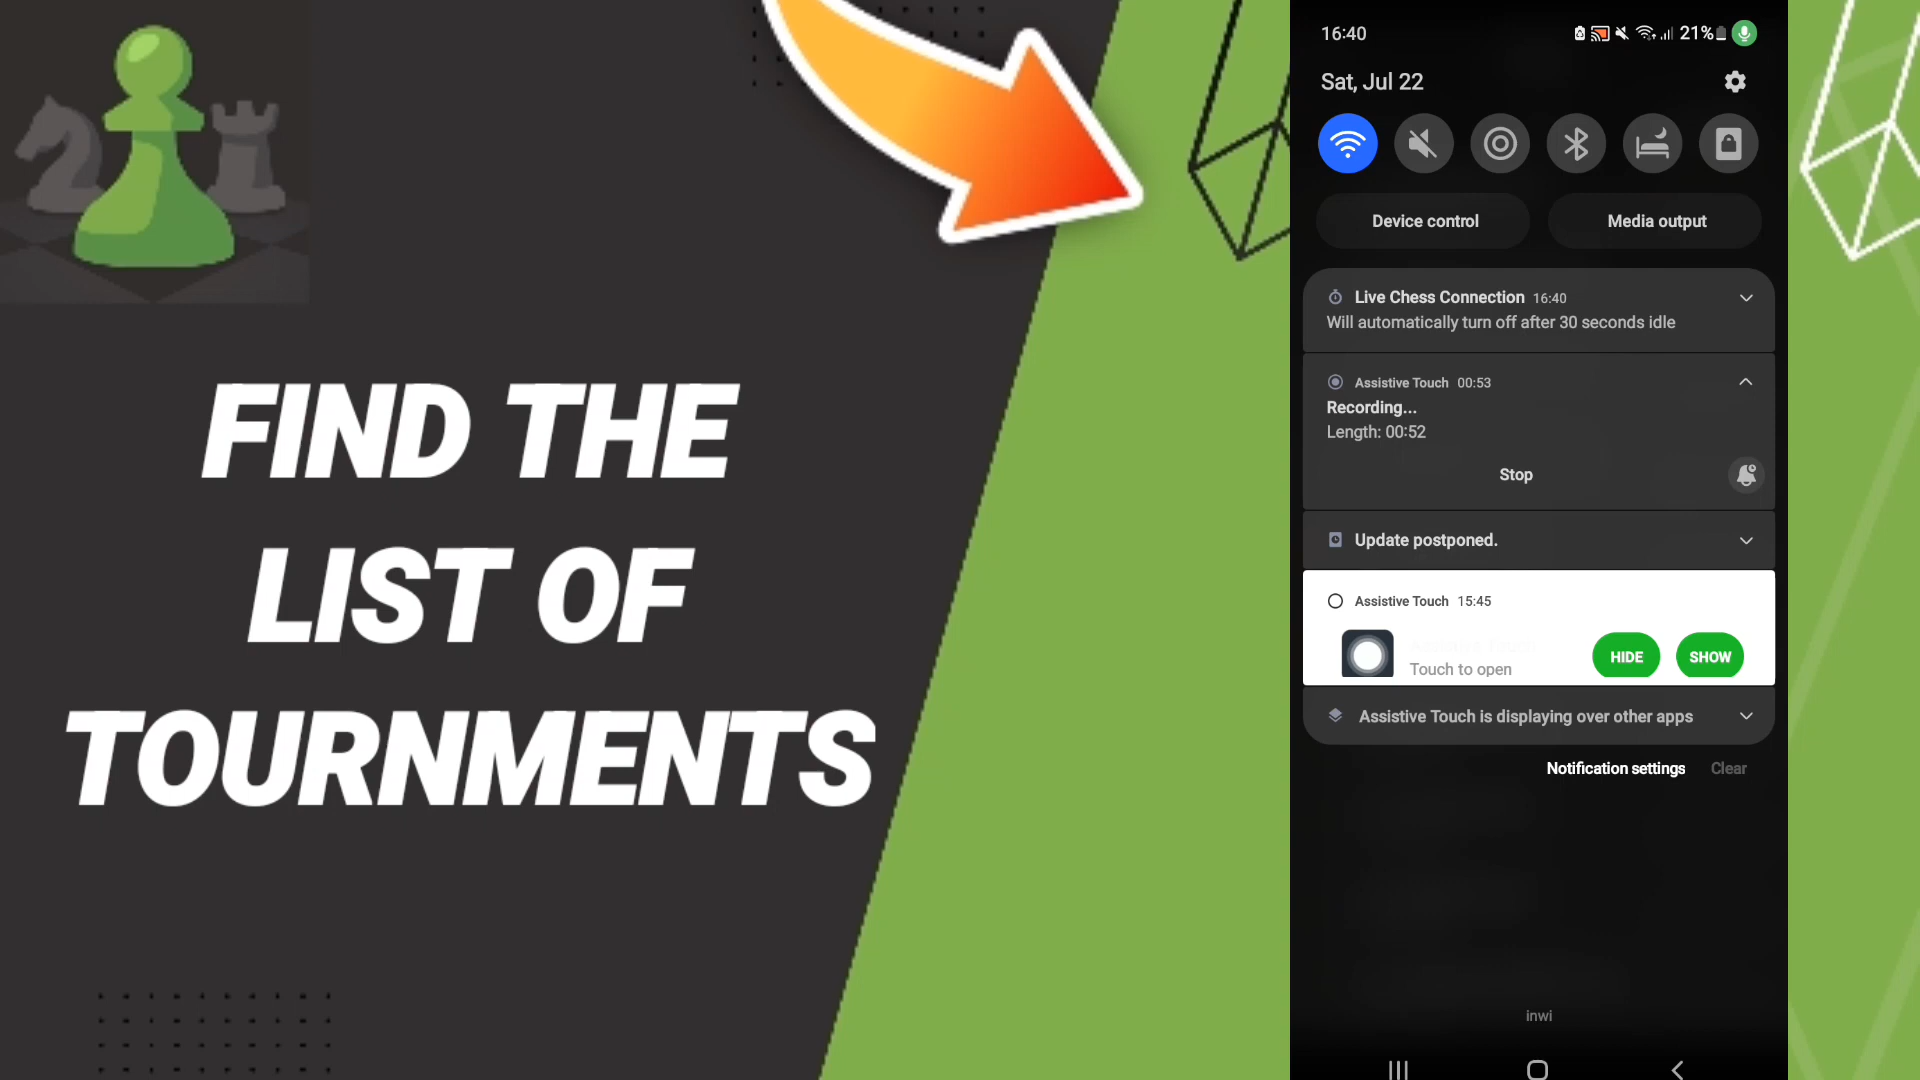 FIND THE
LIST OF
TOURNMENTS
16:40
21%
Sat, Jul 22
Device control
Media output
Live Chess Connection 16:40
Will automatically turn off after 30 seconds idle
Assistive Touch 00:53
Recording...
Length: 00:52
Stop
Update postponed.
Assistive Touch 15:45
Touch to open
HIDE
SHOW
Assistive Touch is displaying over other apps
Notification settings
Clear
inwi